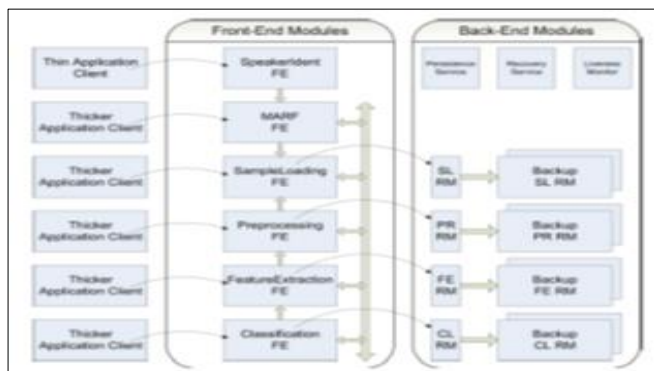 Front-End Modules
Back-End Modules
Thin Application
Client
SpeakerIdent
FE
Persistence
Service
Recovery
Service
Liveness
Monitor
Thicker
Application Client
MARF
FE
Thicker
Application Client
SampleLoading
FE
SL
RM
Backup
SL RM
Thicker
Application Client
Preprocessing
FE
PR
RM
Backup
PR RM
Thicker
Application Client
FeatureExtraction
FE
FE
RM
Backup
FE RM
Thicker
Application Client
Classification
FE
CL
RM
Backup
CL RM